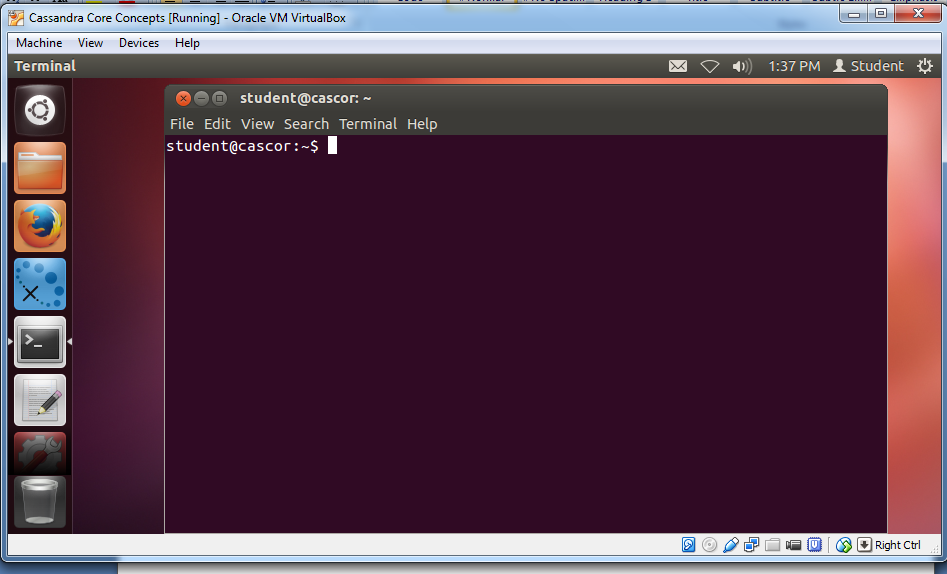 Cassandra Core Concepts [Running] - Oracle VM VirtualBox
Machine View Devices Help
Terminal 1:37 PM Student
student@cascor: ~
File Edit View Search Terminal Help
student@cascor:~$
Right Ctrl